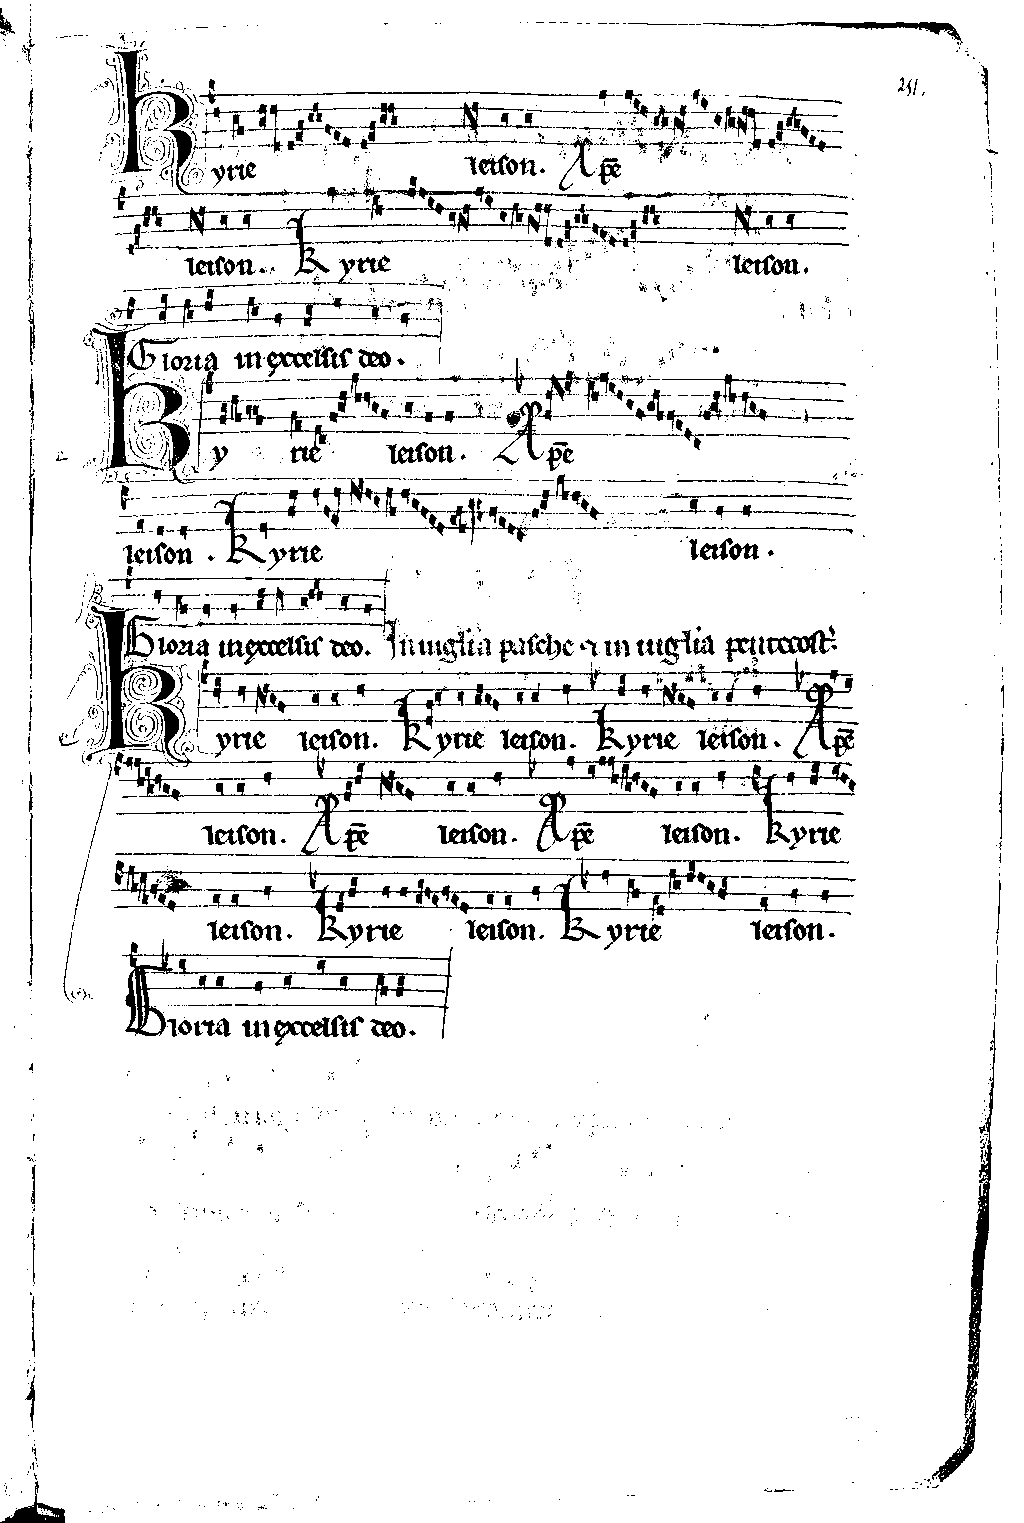 251.
Kyrie leison. Xpe
leison. Kyrie leison.
Gloria in excelsis deo.
Kyrie leison. Xpe
leison. Kyrie leison.
Gloria in excelsis deo. In uigilia pasche & in uigilia pentecost.
Kyrie leison. Kyrie leison. Kyrie leison. Xpe
leison. Xpe leison. Xpe leison. Kyrie
leison. Kyrie leison. Kyrie leison.
Gloria in excelsis deo.